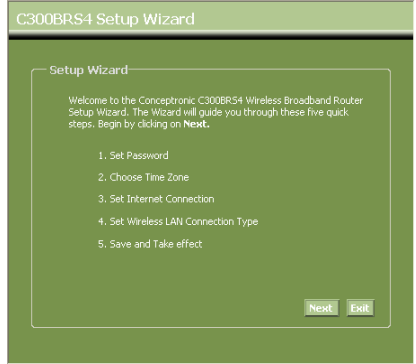 C300BRS4 Setup Wizard
Setup Wizard
Welcome to the Conceptronic C300BRS4 Wireless Broadband Router
Setup Wizard. The Wizard will guide you through these five quick
steps. Begin by clicking on Next.
1. Set Password
2. Choose Time Zone
3. Set Internet Connection
4. Set Wireless LAN Connection Type
5. Save and Take effect
Next Exit